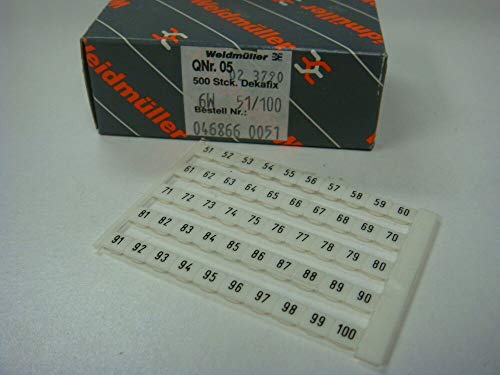 Weidmüller
Weidmüller
QNr. 05
02 3790
500 Stck. Dekafix
6W 51/100
Bestell Nr.:
046866 0051
51 52 53 54 55 56 57 58 59 60
61 62 63 64 65 66 67 68 69 70
71 72 73 74 75 76 77 78 79 80
81 82 83 84 85 86 87 88 89 90
91 92 93 94 95 96 97 98 99 100